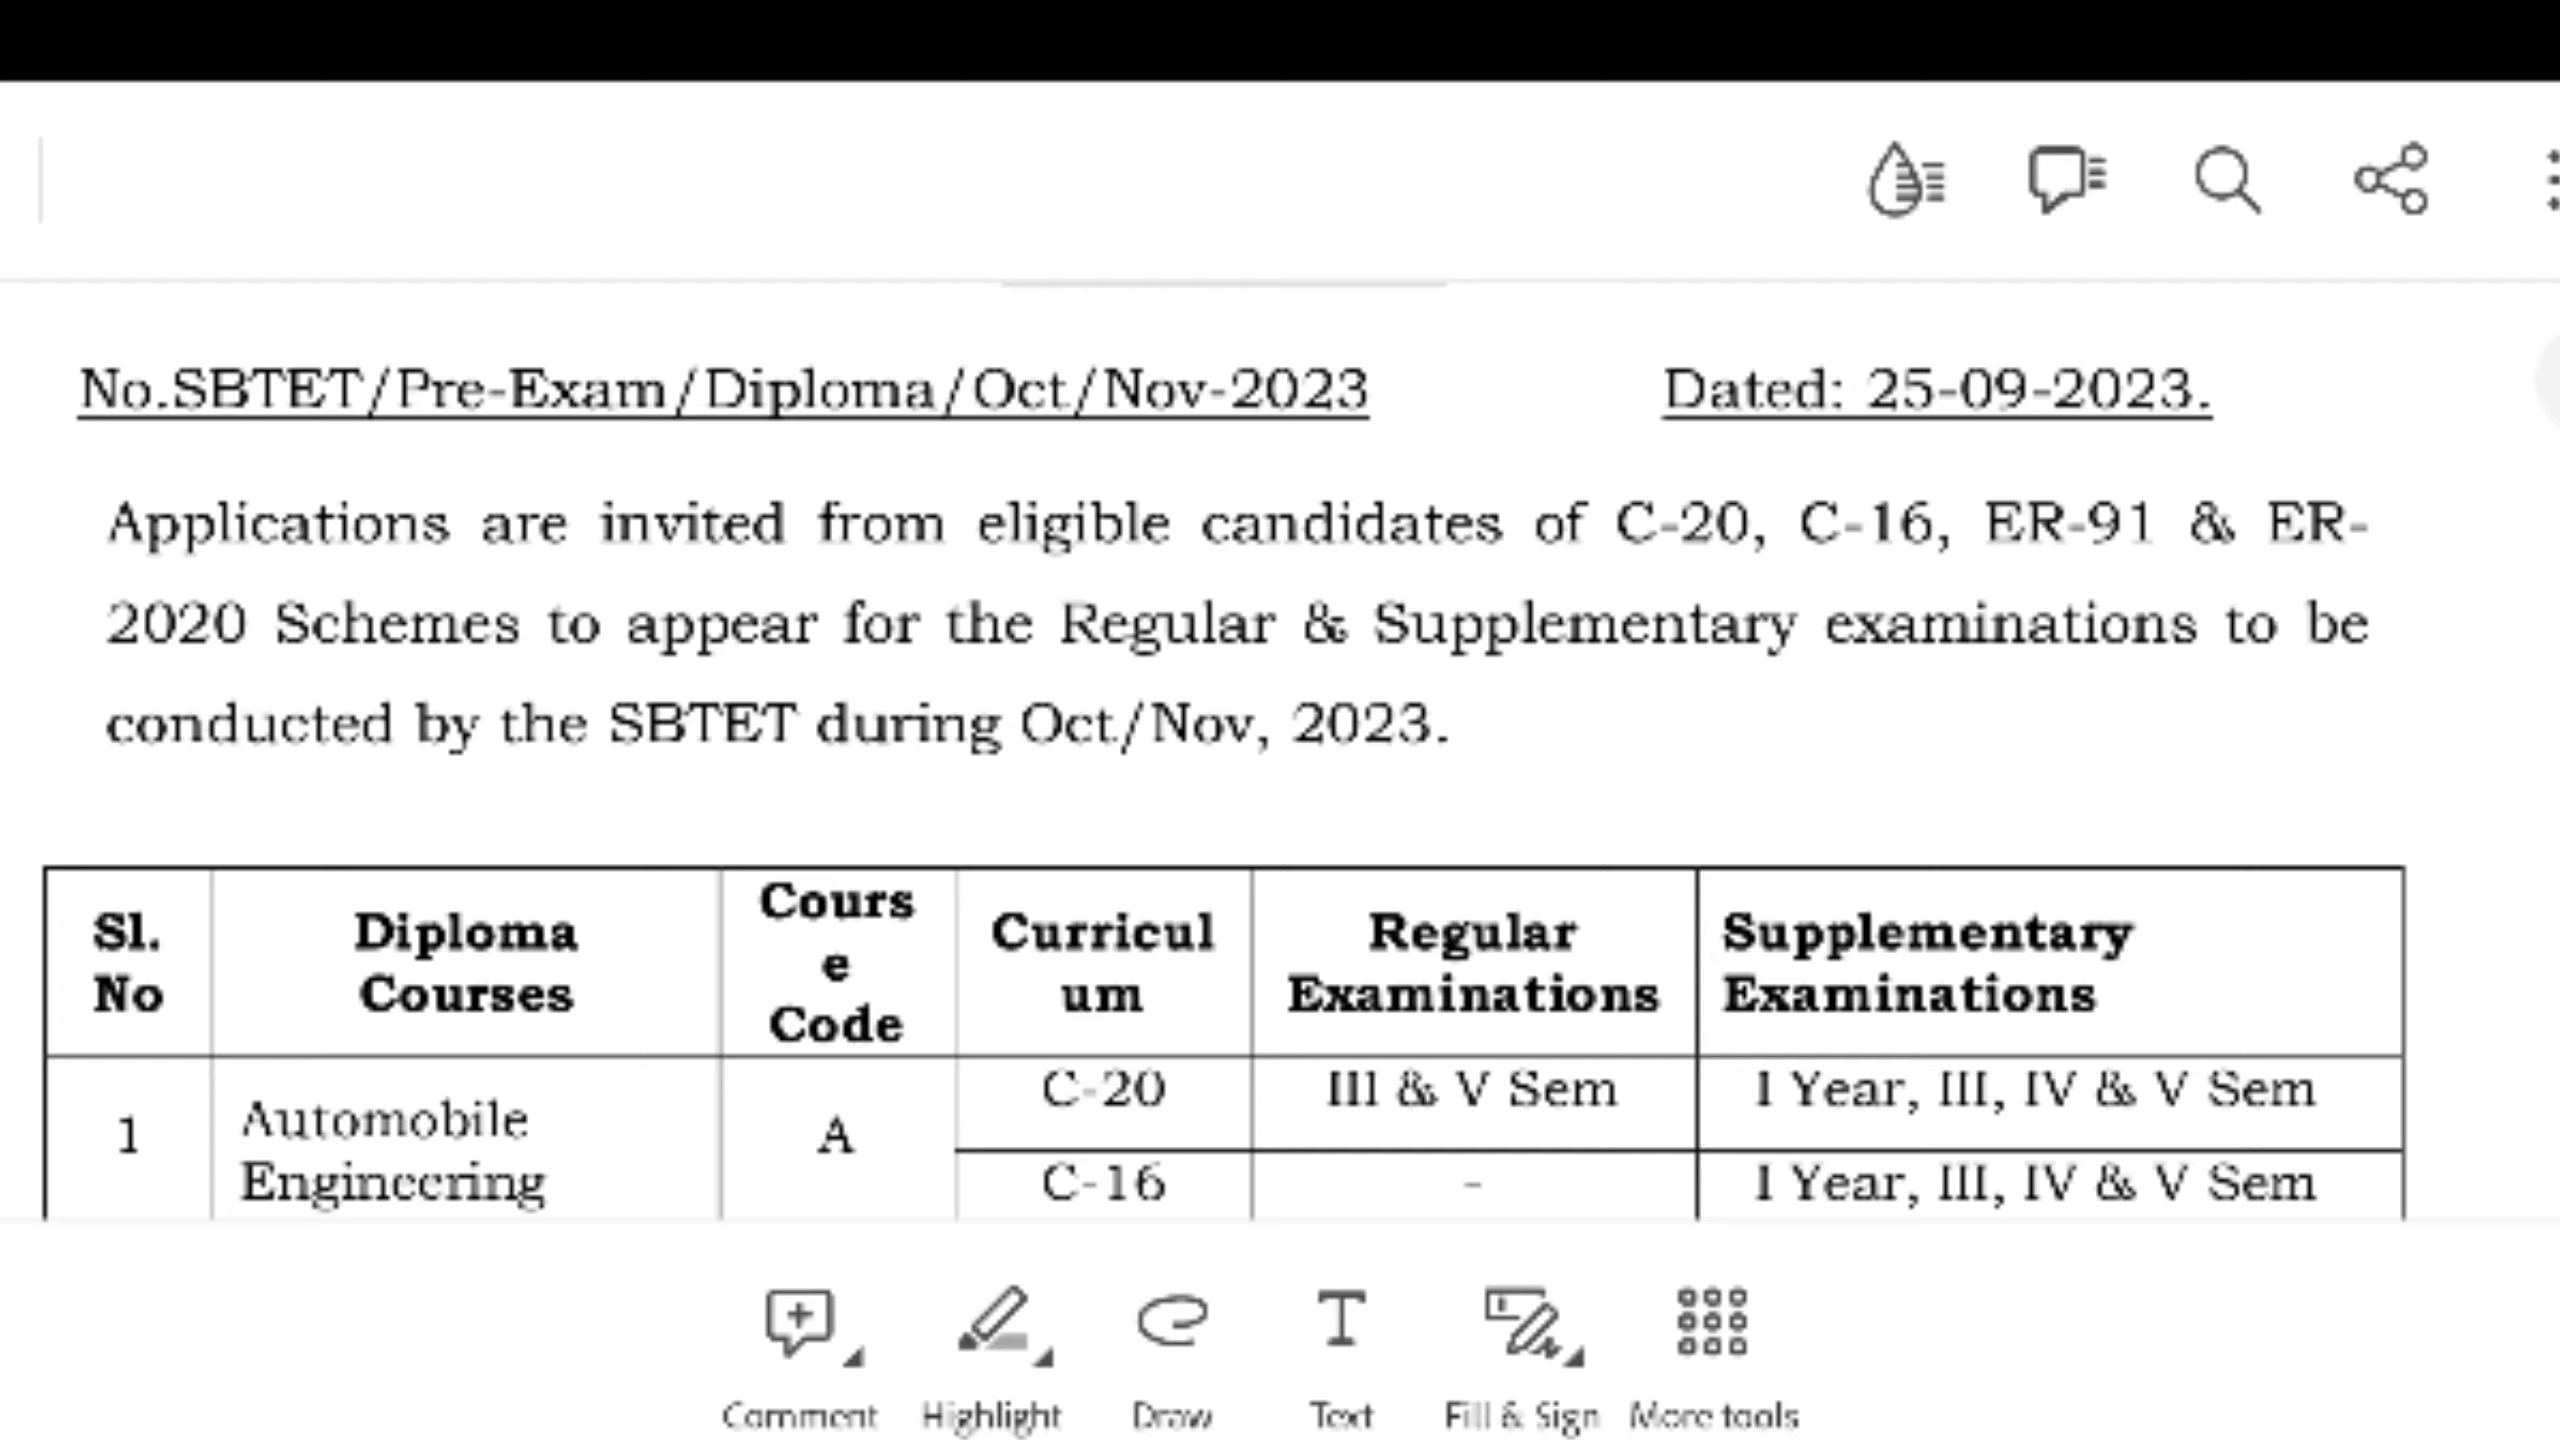 No.SBTET/Pre-Exam/Diploma/Oct/Nov-2023 Dated: 25-09-2023.
Applications are invited from eligible candidates of C-20, C-16, ER-91 & ER-
2020 Schemes to appear for the Regular & Supplementary examinations to be
conducted by the SBTET during Oct/Nov, 2023.
Sl.
No
Diploma
Courses
Cours
e
Code
Curricul
um
Regular
Examinations
Supplementary
Examinations
1
Automobile
Engineering
A
C-20
III & V Sem
I Year, III, IV & V Sem
C-16
-
I Year, III, IV & V Sem
Comment
Highlight
Draw
Text
Fill & Sign
More tools